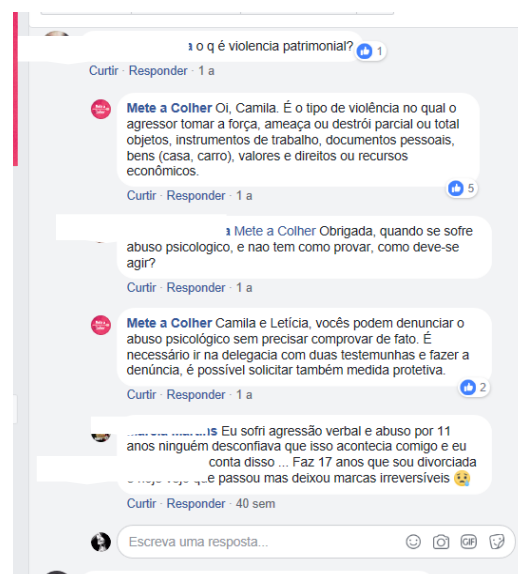 o q é violencia patrimonial? 1
Curtir · Responder · 1 a
Mete a Colher Oi, Camila. É o tipo de violência no qual o
agressor tomar a força, ameaça ou destrói parcial ou total
objetos, instrumentos de trabalho, documentos pessoais,
bens (casa, carro), valores e direitos ou recursos
econômicos.
Curtir · Responder · 1 a 5
Mete a Colher Obrigada, quando se sofre
abuso psicologico, e nao tem como provar, como deve-se
agir?
Curtir · Responder · 1 a
Mete a Colher Camila e Letícia, vocês podem denunciar o
abuso psicológico sem precisar comprovar de fato. É
necessário ir na delegacia com duas testemunhas e fazer a
denúncia, é possível solicitar também medida protetiva.
Curtir · Responder · 1 a 2
Eu sofri agressão verbal e abuso por 11
anos ninguém desconfiava que isso acontecia comigo e eu
conta disso ... Faz 17 anos que sou divorciada
e passou mas deixou marcas irreversíveis 😢
Curtir · Responder · 40 sem
Escreva uma resposta... GIF